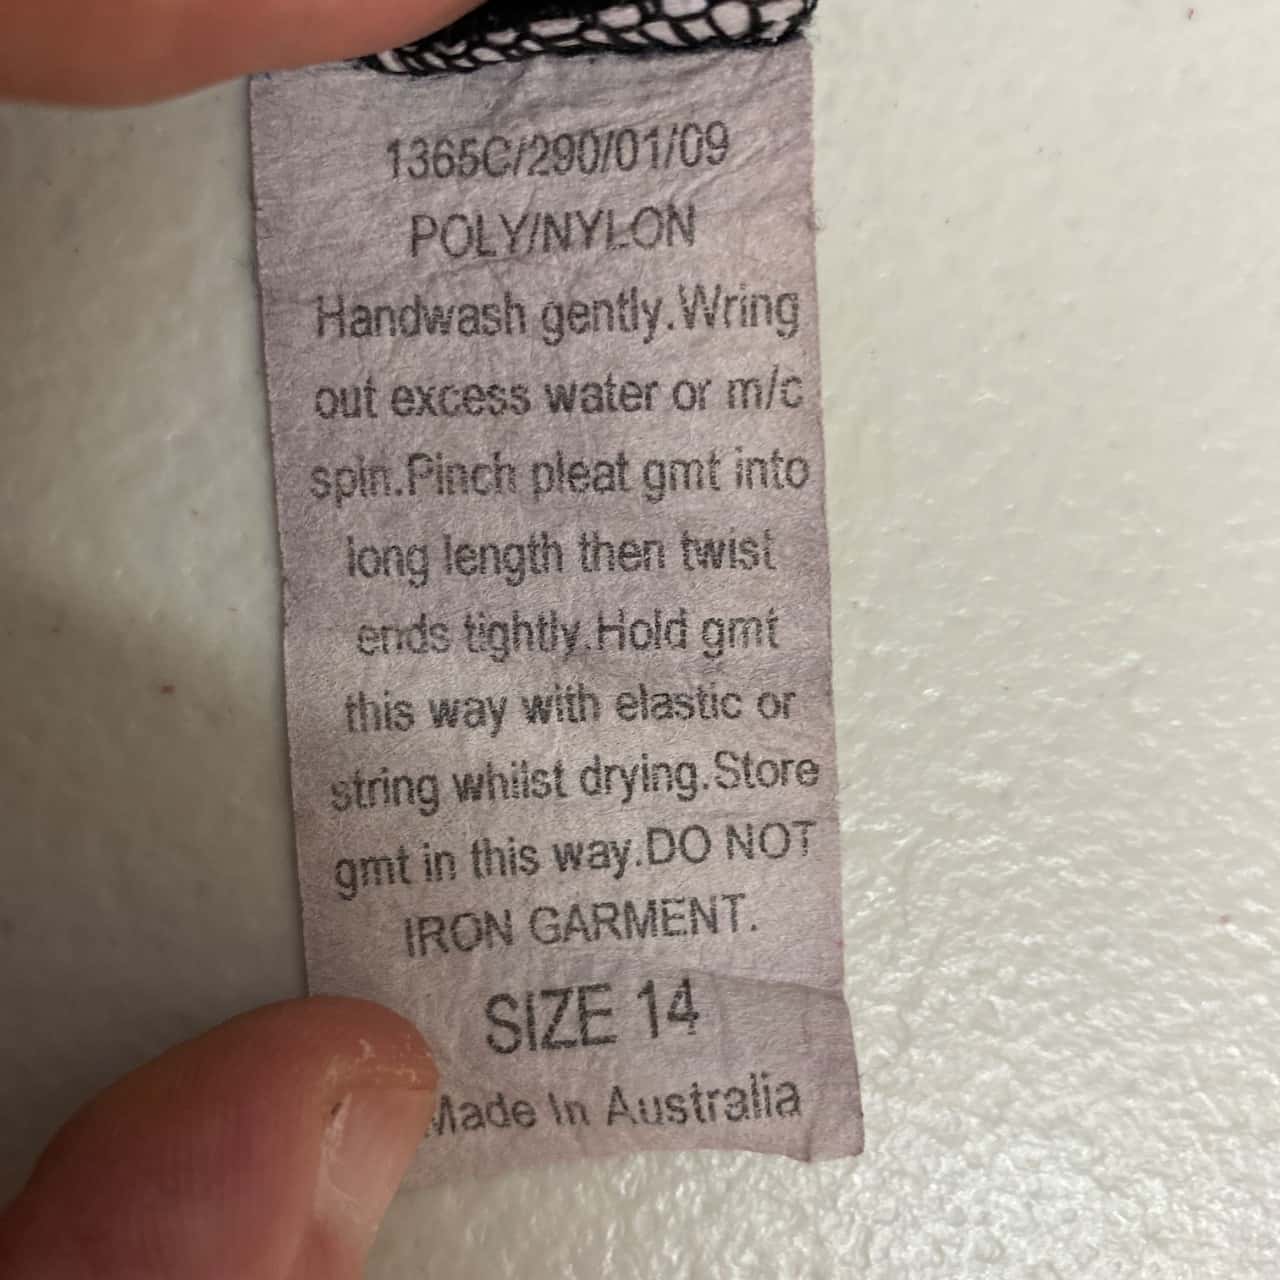 1365C/290/01/09
POLY/NYLON
Handwash gently.Wring
out excess water or m/c
spin.Pinch pleat gmt into
long length then twist
ends tightly.Hold gmt
this way with elastic or
string whilst drying.Store
gmt in this way.DO NOT
IRON GARMENT.
SIZE 14
Made In Australia